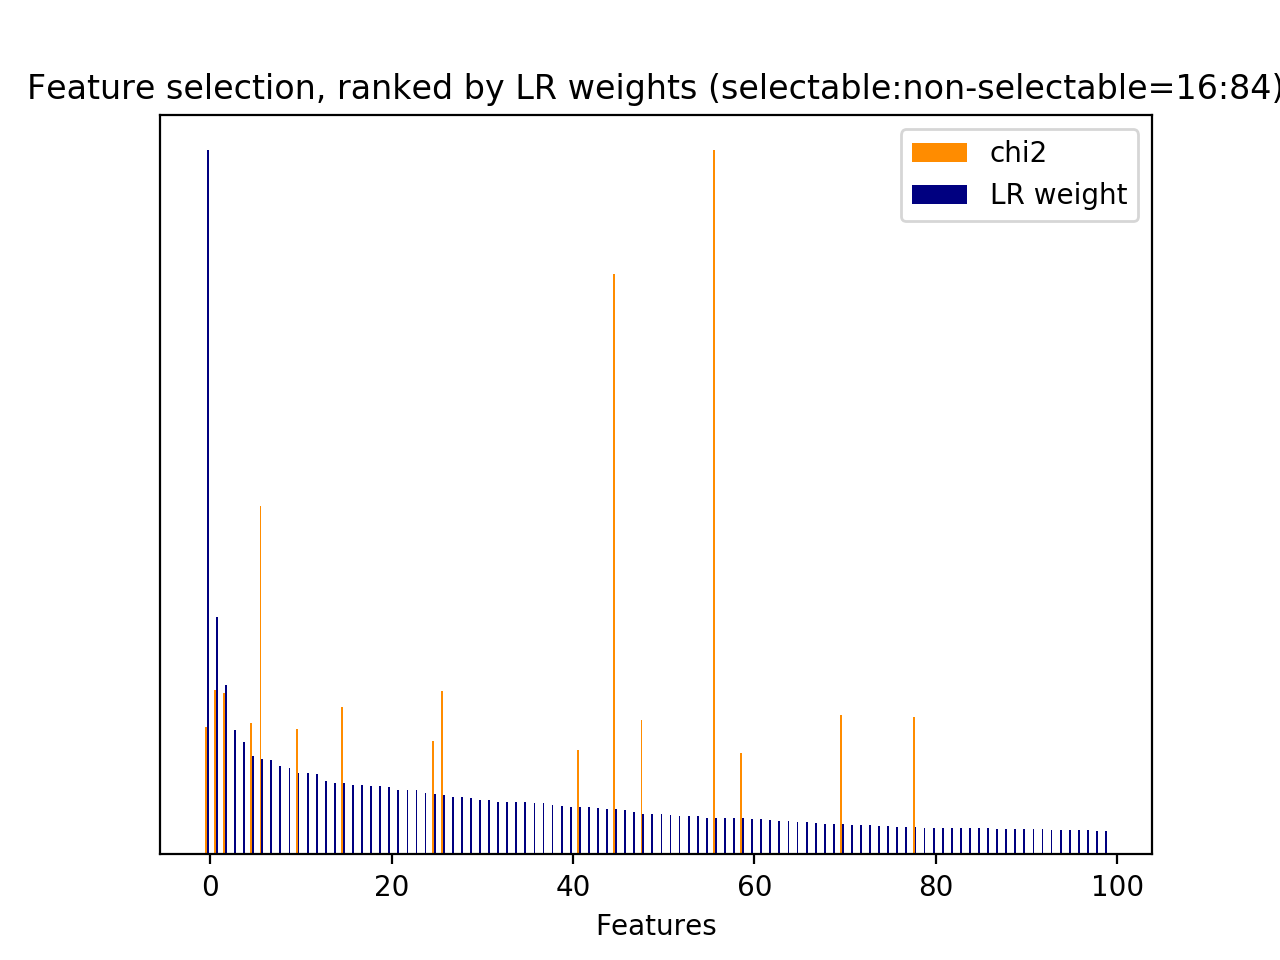 Feature selection, ranked by LR weights (selectable:non-selectable=16:84)
chi2
LR weight
0 20 40 60 80 100
Features